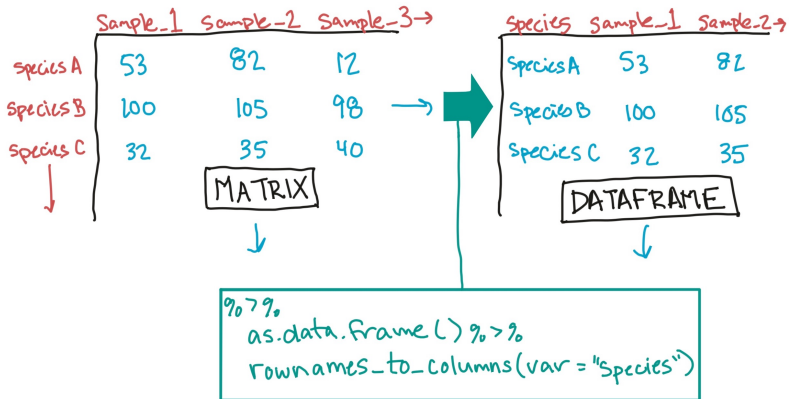 Sample_1 Sample_2 Sample_3
Species A 53 82 12
Species B 100 105 98
Species C 32 35 40
MATRIX
Species Sample_1 Sample_2
Species A 53 82
Species B 100 105
Species C 32 35
DATAFRAME
%>%
as.data.frame() %>%
rownames_to_columns(var = "Species")